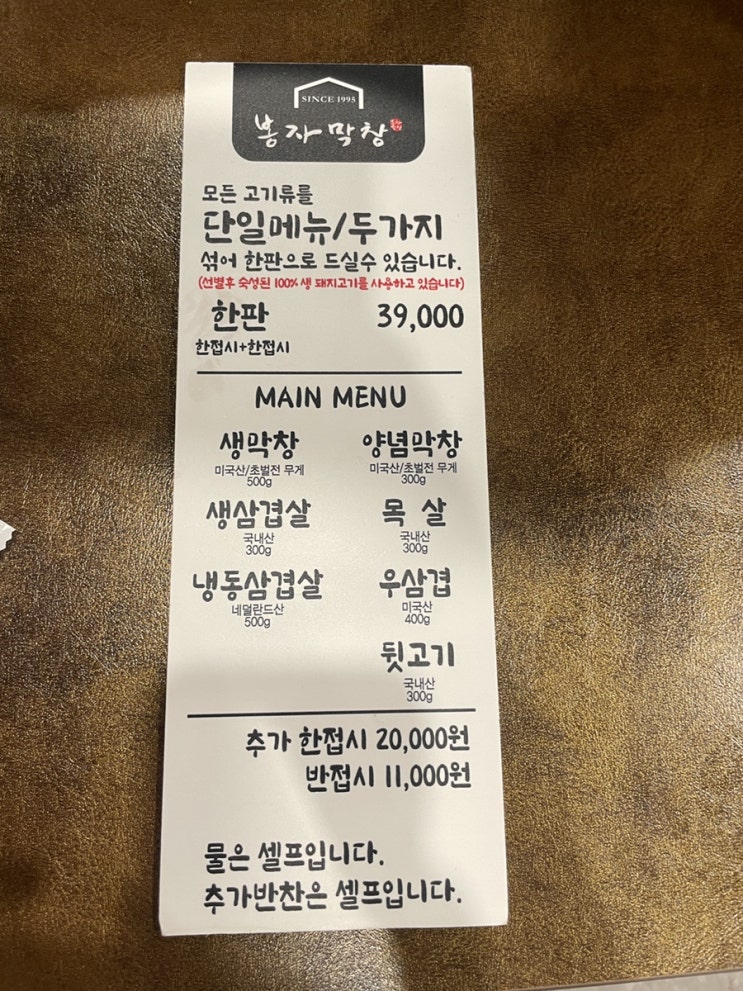 SINCE 1995
봉자막창
모든 고기류를
단일메뉴/두가지
섞어 한판으로 드실수 있습니다.
(선별후 숙성된 100% 생 돼지고기를 사용하고 있습니다)
한판 39,000
한접시+한접시
MAIN MENU
생막창 양념막창
미국산/초벌전 무게 미국산/초벌전 무게
500g 300g
생삼겹살 목 살
국내산 국내산
300g 300g
냉동삼겹살 우삼겹
네덜란드산 미국산
500g 400g
뒷고기
국내산
300g
추가 한접시 20,000원
반접시 11,000원
물은 셀프입니다.
추가반찬은 셀프입니다.